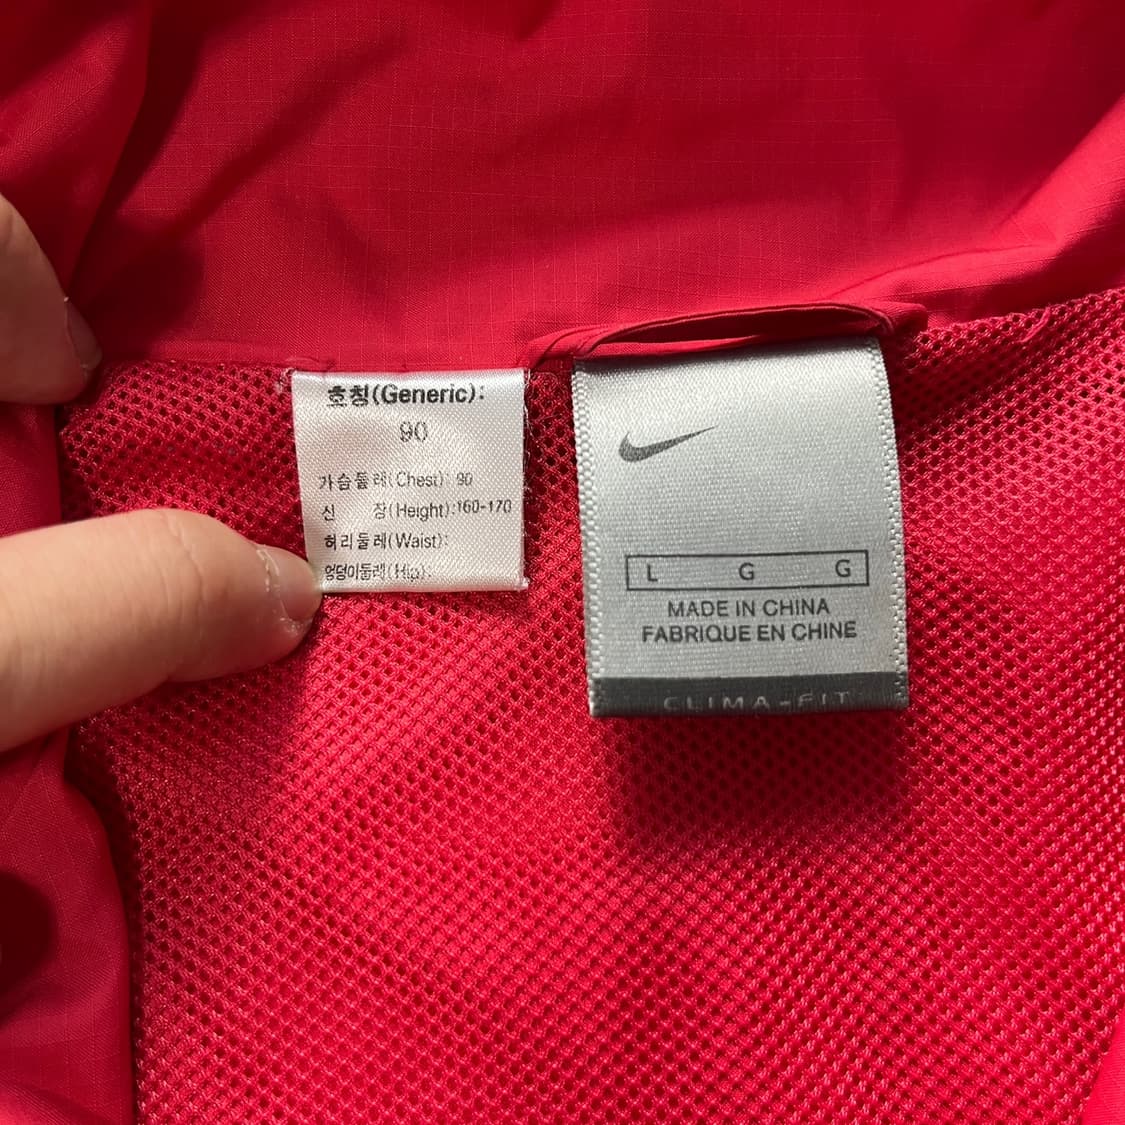 호칭(Generic):
90
가슴둘레(Chest): 90
신 장(Height):160-170
허리둘레(Waist):
엉덩이둘레(Hip):
L G G
MADE IN CHINA
FABRIQUE EN CHINE
CLIMA-FIT